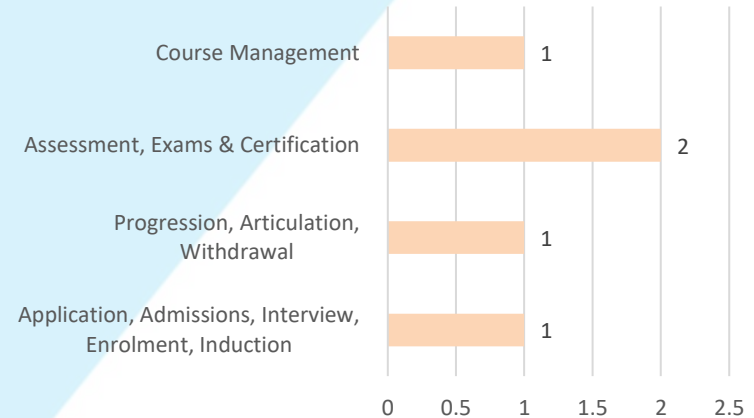 Course Management
1
Assessment, Exams & Certification
2
Progression, Articulation,
Withdrawal
1
Application, Admissions, Interview,
Enrolment, Induction
1
0 0.5 1 1.5 2 2.5